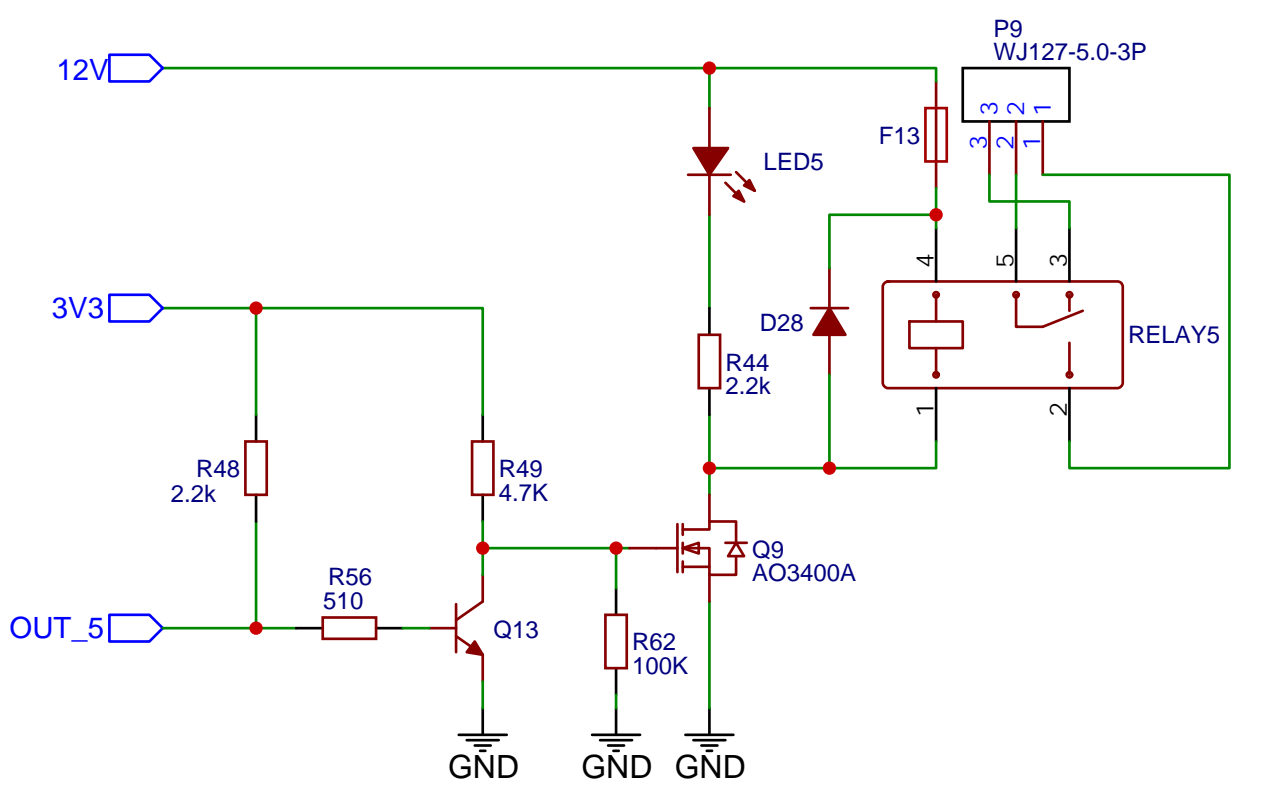 P9
WJ127-5.0-3P
12V
3 2 1
F13
3 2 1
LED5
4 5 3
3V3
D28
RELAY5
R44
2.2k
1 2
R48
2.2k
R49
4.7K
Q9
AO3400A
R56
510
OUT_5
Q13
R62
100K
GND
GND
GND